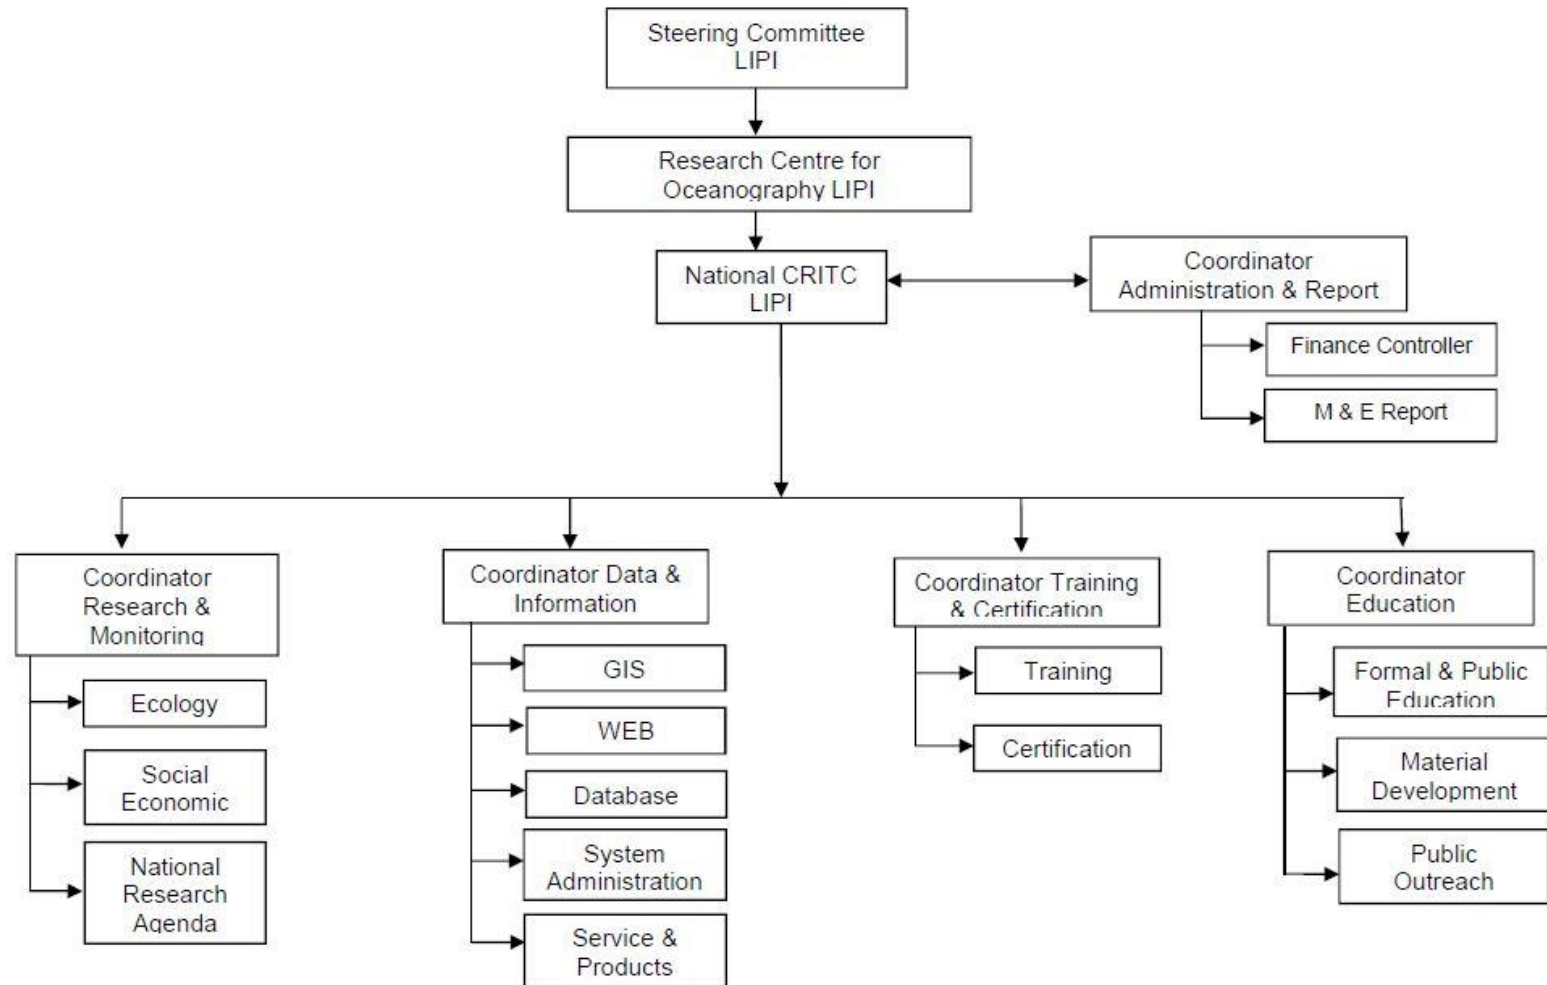 Steering Committee
LIPI
Research Centre for
Oceanography LIPI
National CRITC
LIPI
Coordinator
Administration & Report
Finance Controller
M & E Report
Coordinator
Research &
Monitoring
Ecology
Social
Economic
National
Research
Agenda
Coordinator Data &
Information
GIS
WEB
Database
System
Administration
Service &
Products
Coordinator Training
& Certification
Training
Certification
Coordinator
Education
Formal & Public
Education
Material
Development
Public
Outreach